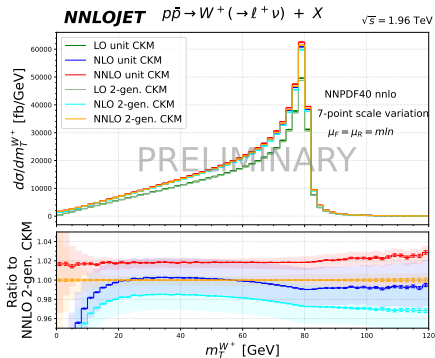 NNLOJET pp̄ → W⁺(→ ℓ⁺ν) + X
√s = 1.96 TeV
LO unit CKM
NLO unit CKM
NNLO unit CKM
LO 2-gen. CKM
NLO 2-gen. CKM
NNLO 2-gen. CKM
NNPDF40 nnlo
7-point scale variation
μ_F = μ_R = mln
PRELIMINARY
dσ/dm_T^{W⁺} [fb/GeV]
60000
50000
40000
30000
20000
10000
0
Ratio to
NNLO 2-gen. CKM
1.04
1.02
1.00
0.98
0.96
0 20 40 60 80 100 120
m_T^{W⁺} [GeV]